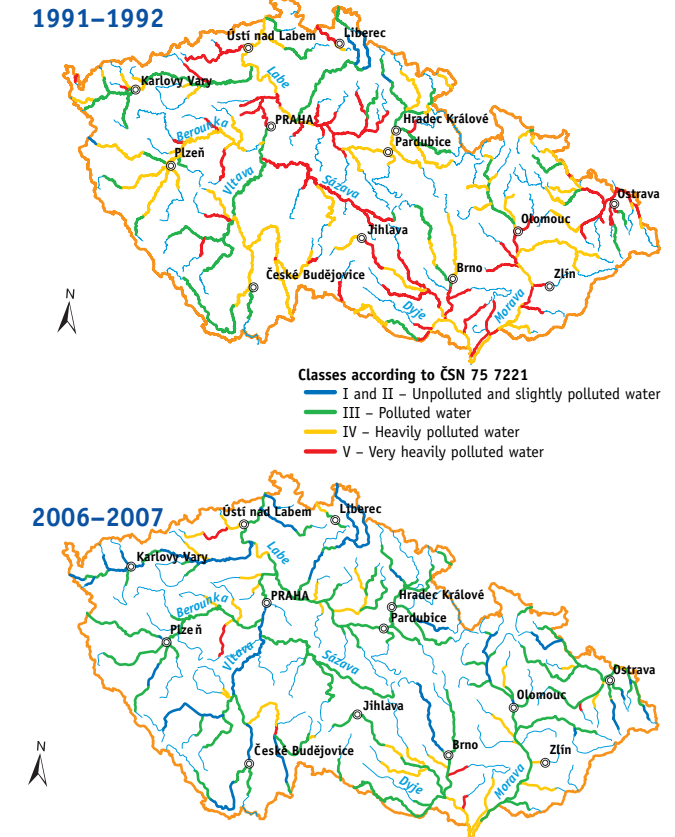 1991–1992
Ústí nad Labem
Liberec
Labe
Karlovy Vary
PRAHA
Hradec Králové
Berounka
Pardubice
Plzeň
Vltava
Sázava
Ostrava
Olomouc
Jihlava
České Budějovice
Brno
Zlín
N
Dyje
Morava
Classes according to ČSN 75 7221
I and II – Unpolluted and slightly polluted water
III – Polluted water
IV – Heavily polluted water
V – Very heavily polluted water
2006–2007
Ústí nad Labem
Liberec
Labe
Karlovy Vary
PRAHA
Hradec Králové
Berounka
Pardubice
Plzeň
Vltava
Sázava
Ostrava
Olomouc
Jihlava
České Budějovice
Brno
Zlín
N
Dyje
Morava